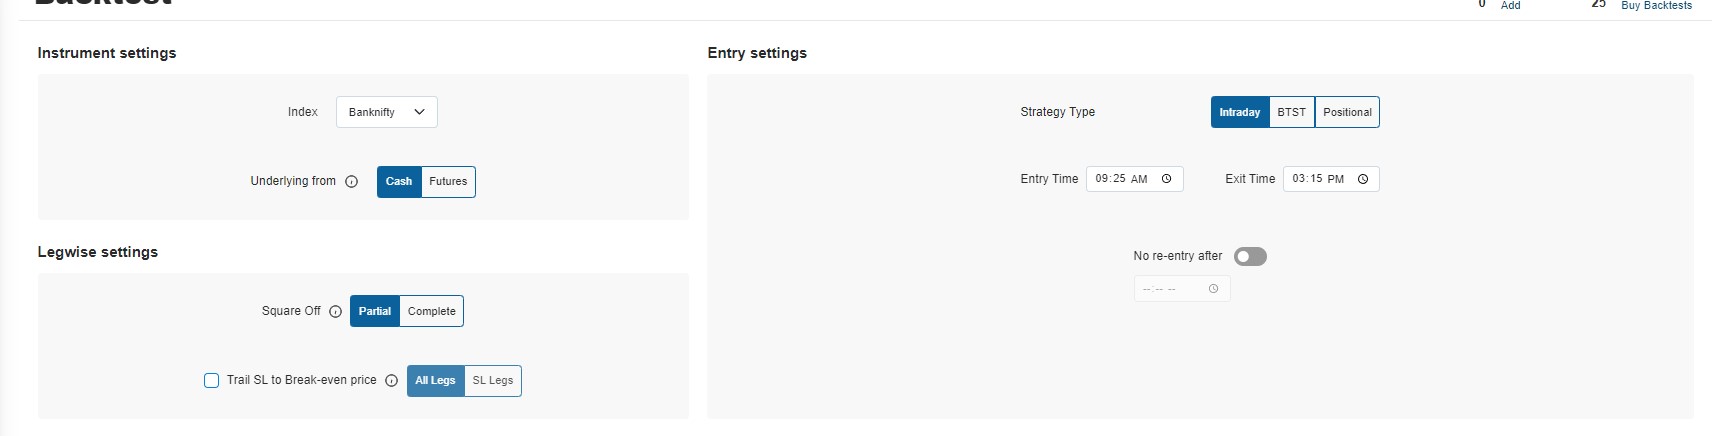 Backtest
0 Add 25 Buy Backtests
Instrument settings
Index Banknifty
Underlying from Cash Futures
Legwise settings
Square Off Partial Complete
Trail SL to Break-even price All Legs SL Legs
Entry settings
Strategy Type Intraday BTST Positional
Entry Time 09:25 AM Exit Time 03:15 PM
No re-entry after
--:-- --